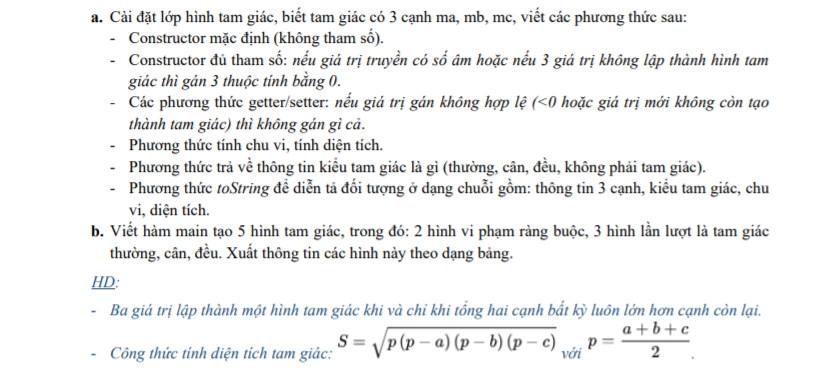 a. Cài đặt lớp hình tam giác, biết tam giác có 3 cạnh ma, mb, mc, viết các phương thức sau:
- Constructor mặc định (không tham số).
- Constructor đủ tham số: nếu giá trị truyền có số âm hoặc nếu 3 giá trị không lập thành hình tam
giác thì gán 3 thuộc tính bằng 0.
- Các phương thức getter/setter: nếu giá trị gán không hợp lệ (<0 hoặc giá trị mới không còn tạo
thành tam giác) thì không gán gì cả.
- Phương thức tính chu vi, tính diện tích.
- Phương thức trả về thông tin kiểu tam giác là gì (thường, cân, đều, không phải tam giác).
- Phương thức toString để diễn tả đối tượng ở dạng chuỗi gồm: thông tin 3 cạnh, kiểu tam giác, chu
vi, diện tích.
b. Viết hàm main tạo 5 hình tam giác, trong đó: 2 hình vi phạm ràng buộc, 3 hình lần lượt là tam giác
thường, cân, đều. Xuất thông tin các hình này theo dạng bảng.
HD:
- Ba giá trị lập thành một hình tam giác khi và chỉ khi tổng hai cạnh bất kỳ luôn lớn hơn cạnh còn lại.
- Công thức tính diện tích tam giác: S = √(p (p − a) (p − b) (p − c)) với p = (a + b + c)/2 .